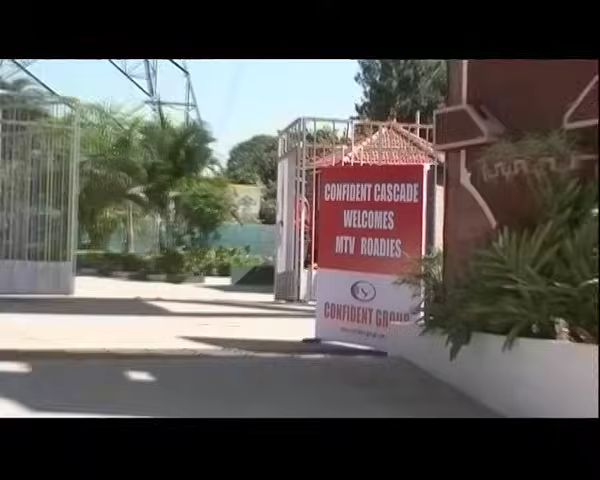 CONFIDENT CASCADE
WELCOMES
MTV ROADIES
CONFIDENT GROUP